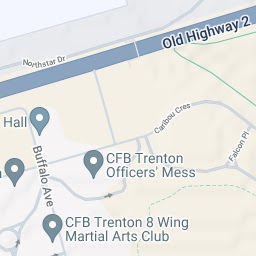 Northstar Dr
Old Highway 2
Caribou Cres
Hall
Falcon Pl
Buffalo Ave
CFB Trenton
Officers' Mess
CFB Trenton 8 Wing
Martial Arts Club